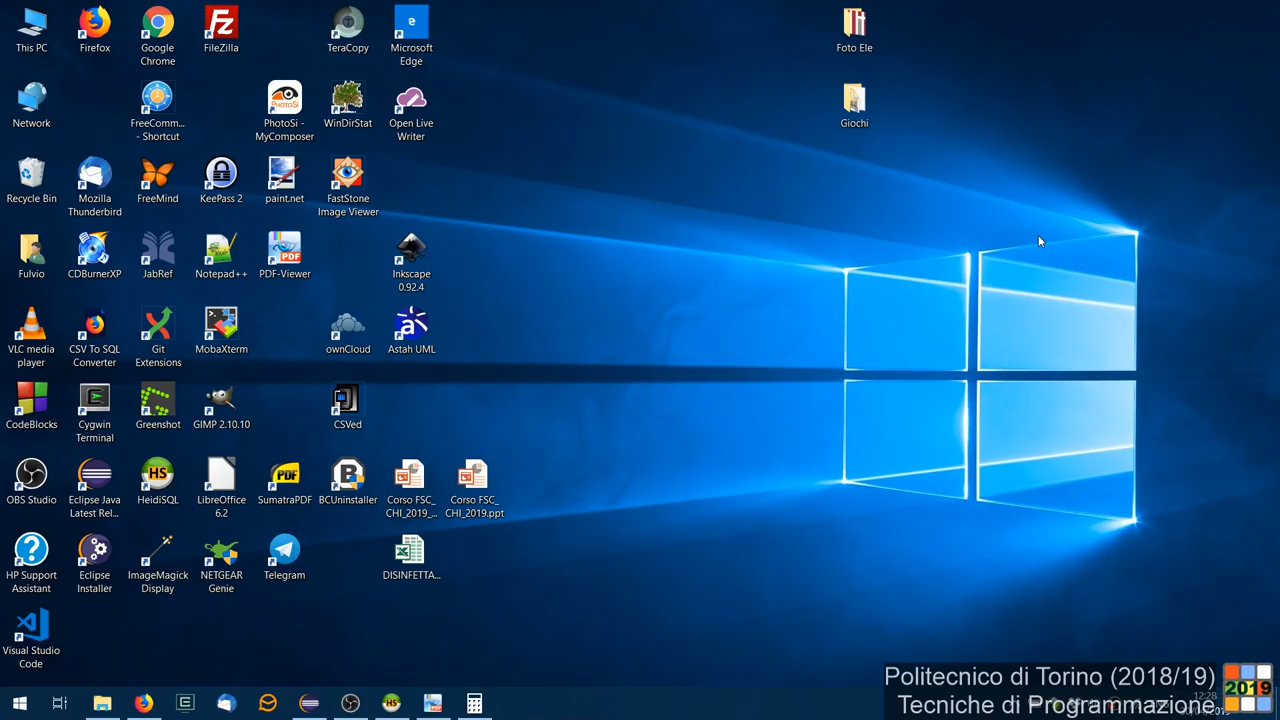 This PC
Firefox
Google
Chrome
FileZilla
TeraCopy
Microsoft
Edge
Foto Ele
Network
FreeComm...
- Shortcut
PhotoSi -
MyComposer
WinDirStat
Open Live
Writer
Giochi
Recycle Bin
Mozilla
Thunderbird
FreeMind
KeePass 2
paint.net
FastStone
Image Viewer
Fulvio
CDBurnerXP
JabRef
Notepad++
PDF-Viewer
Inkscape
0.92.4
VLC media
player
CSV To SQL
Converter
Git
Extensions
MobaXterm
ownCloud
Astah UML
CodeBlocks
Cygwin
Terminal
Greenshot
GIMP 2.10.10
CSVed
OBS Studio
Eclipse Java
Latest Rel...
HeidiSQL
LibreOffice
6.2
SumatraPDF
BCUninstaller
Corso FSC_
CHI_2019_...
Corso FSC_
CHI_2019.ppt
HP Support
Assistant
Eclipse
Installer
ImageMagick
Display
NETGEAR
Genie
Telegram
DISINFETTA...
Visual Studio
Code
Politecnico di Torino (2018/19)
Tecniche di Programmazione
2019
12:28